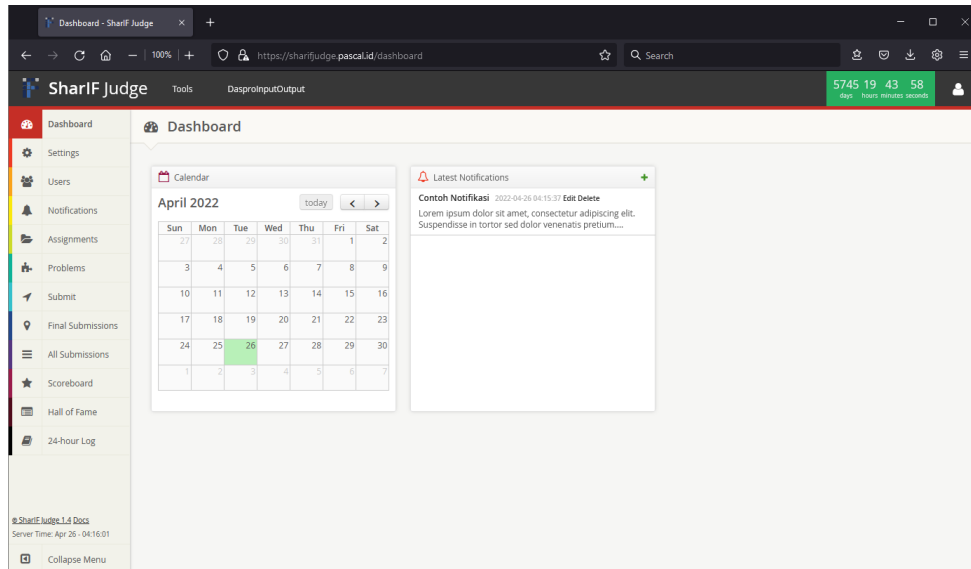 Dashboard - SharIF Judge
100%
https://sharifjudge.pascal.id/dashboard
Search
SharIF Judge
Tools
DasproInputOutput
5745 19 43 58
days hours minutes seconds
Dashboard
Settings
Users
Notifications
Assignments
Problems
Submit
Final Submissions
All Submissions
Scoreboard
Hall of Fame
24-hour Log
© SharIF Judge 1.4 Docs
Server Time: Apr 26 - 04:16:01
Collapse Menu
Dashboard
Calendar
April 2022
today
Sun Mon Tue Wed Thu Fri Sat
27 28 29 30 31 1 2
3 4 5 6 7 8 9
10 11 12 13 14 15 16
17 18 19 20 21 22 23
24 25 26 27 28 29 30
1 2 3 4 5 6 7
Latest Notifications
Contoh Notifikasi 2022-04-26 04:15:37 Edit Delete
Lorem ipsum dolor sit amet, consectetur adipiscing elit.
Suspendisse in tortor sed dolor venenatis pretium....